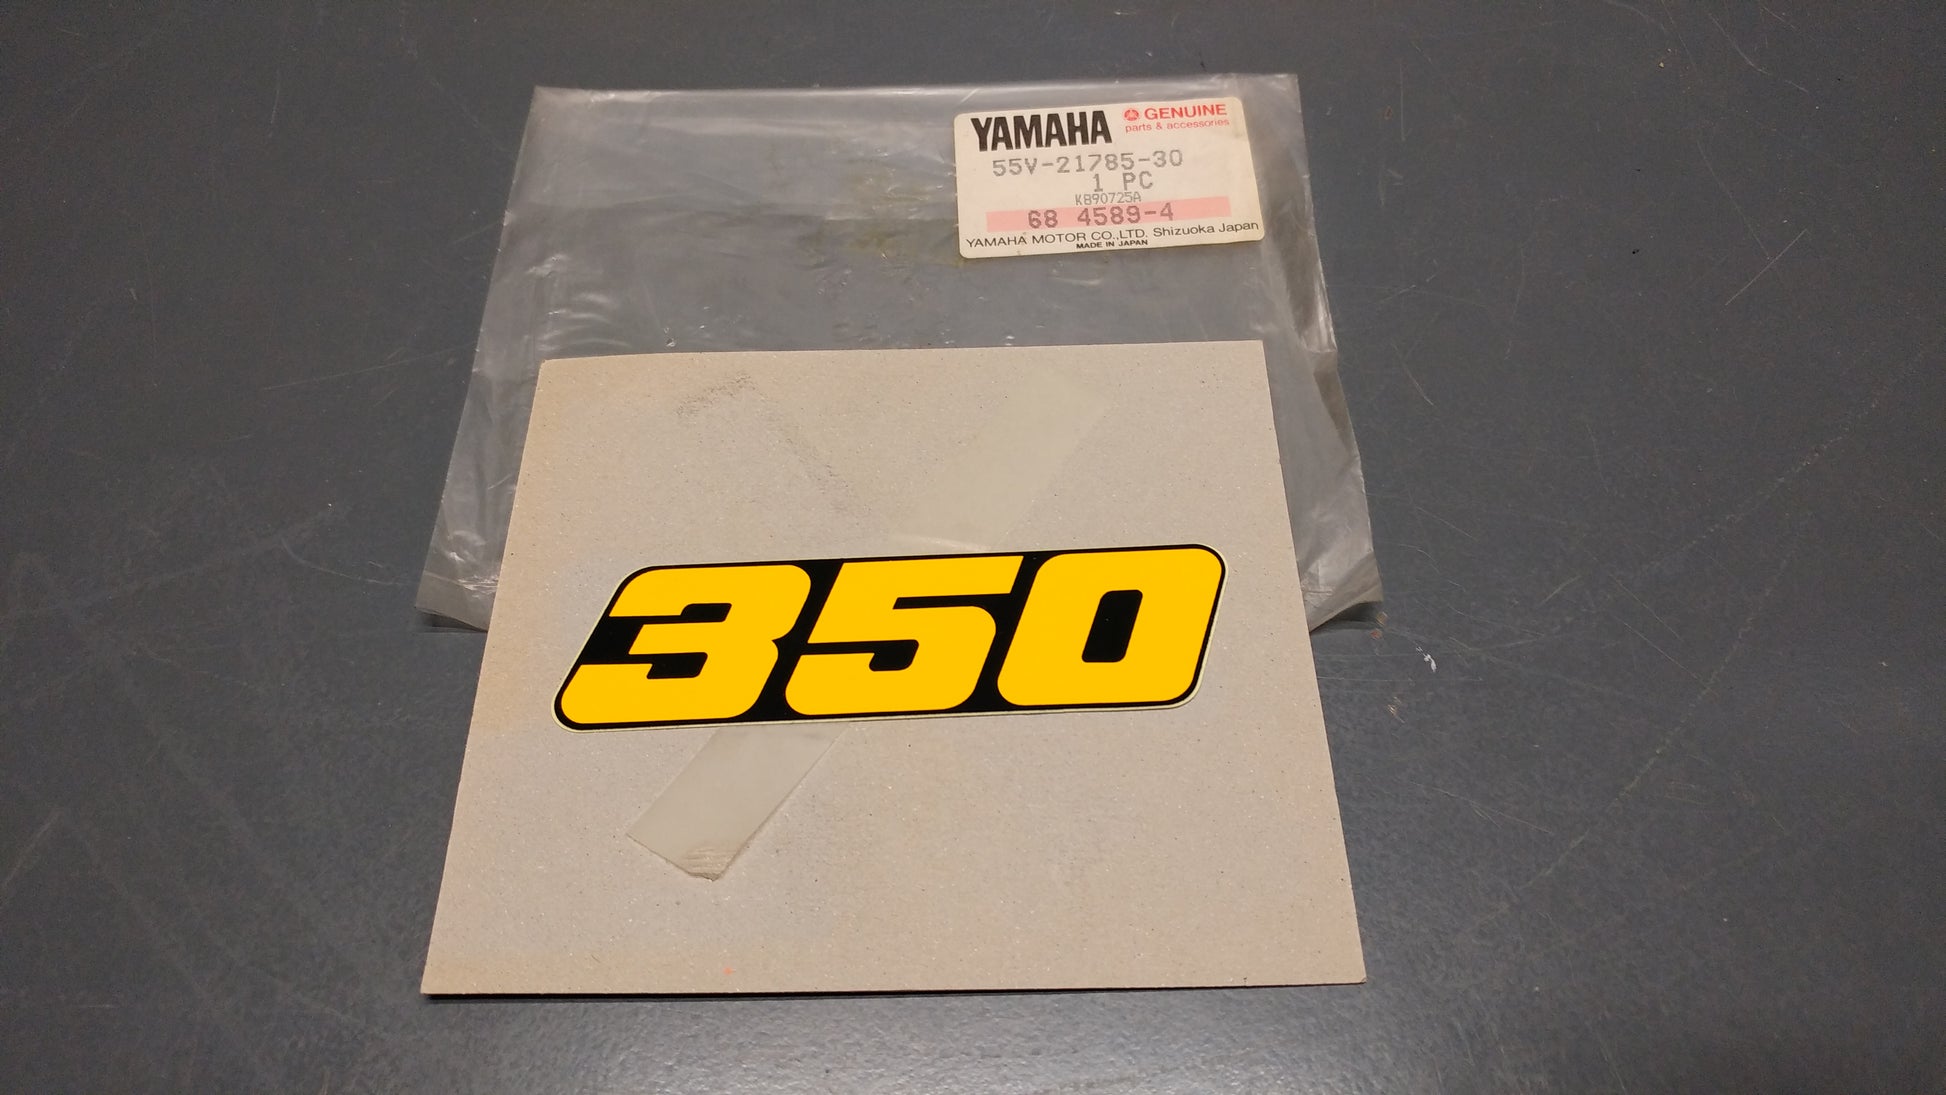 YAMAHA GENUINE
parts & accessories
55V-21785-30
1 PC
K890725A
68 4589-4
YAMAHA MOTOR CO.,LTD. Shizuoka Japan
MADE IN JAPAN
350